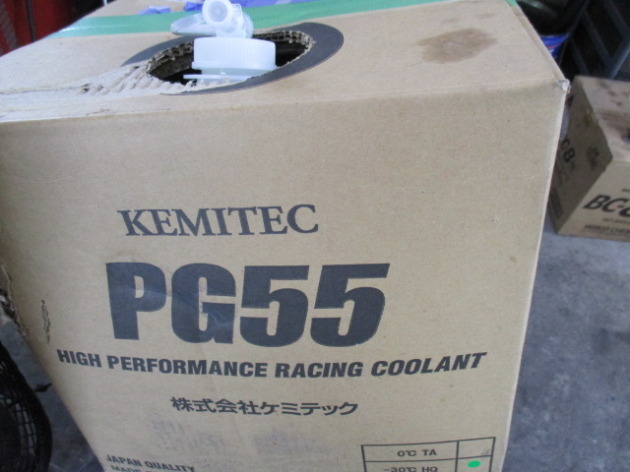 KEMITEC
PG55
HIGH PERFORMANCE RACING COOLANT
株式会社ケミテック
0℃ TA
-30℃ HQ
JAPAN QUALITY
BC-